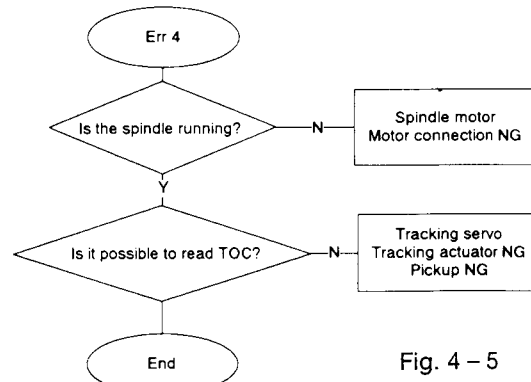 Err 4
Is the spindle running?
N
Spindle motor
Motor connection NG
Y
Is it possible to read TOC?
N
Tracking servo
Tracking actuator NG
Pickup NG
End
Fig. 4 – 5